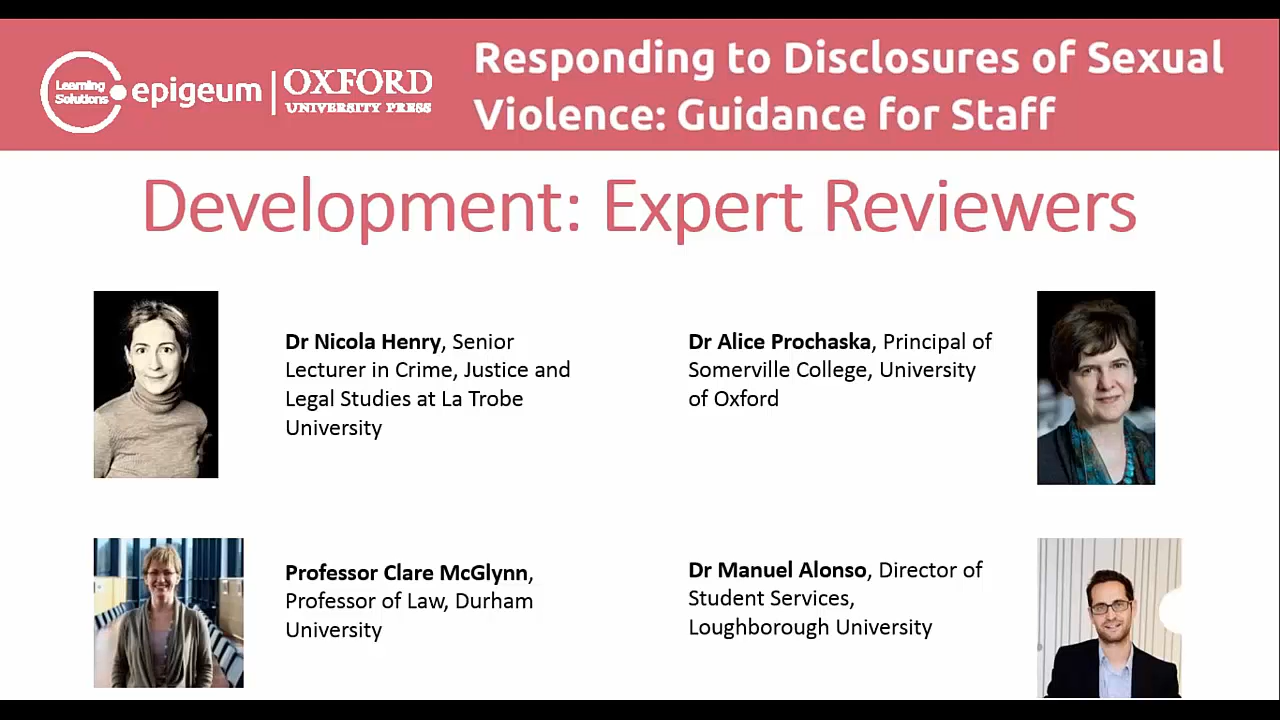 Learning
Solutions
epigeum
OXFORD
UNIVERSITY PRESS
Responding to Disclosures of Sexual
Violence: Guidance for Staff
Development: Expert Reviewers
Dr Nicola Henry, Senior
Lecturer in Crime, Justice and
Legal Studies at La Trobe
University
Dr Alice Prochaska, Principal of
Somerville College, University
of Oxford
Professor Clare McGlynn,
Professor of Law, Durham
University
Dr Manuel Alonso, Director of
Student Services,
Loughborough University